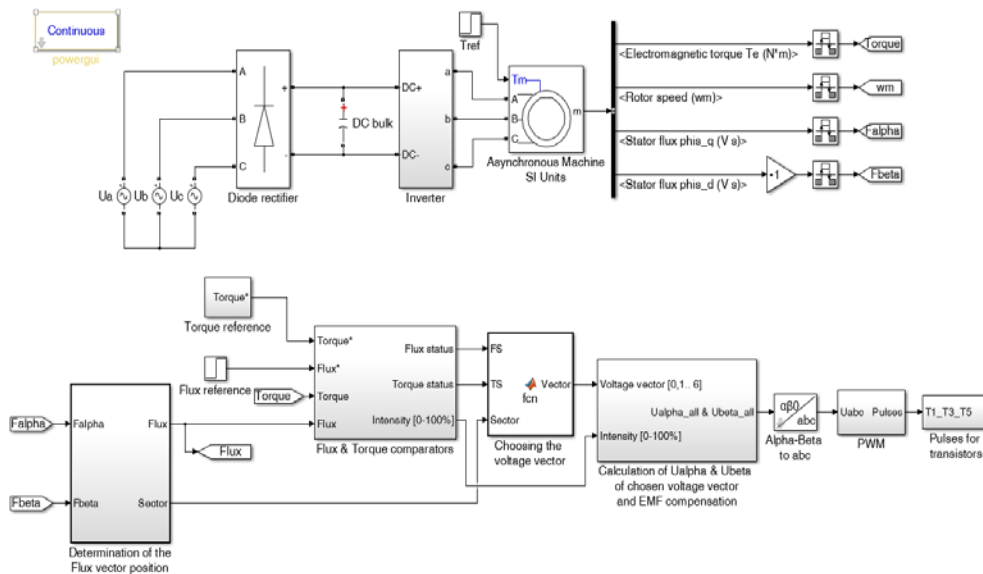 Continuous
powergui
Ua
Ub
Uc
A
B
C
+
-
Diode rectifier
+
DC bulk
DC+
DC-
a
b
c
Inverter
Tref
Tm
A
B
C
m
Asynchronous Machine
SI Units
<Electromagnetic torque Te (N*m)>
<Rotor speed (wm)>
<Stator flux phis_q (V s)>
<Stator flux phis_d (V s)>
-1
Torque
wm
Falpha
Fbeta
Torque*
Torque reference
Flux reference
Torque
Falpha
Fbeta
Falpha
Fbeta
Flux
Sector
Determination of the
Flux vector position
Flux
Torque*
Flux*
Torque
Flux
Flux status
Torque status
Intensity [0-100%]
Flux & Torque comparators
FS
TS
Sector
Vector
fcn
Choosing the
voltage vector
Voltage vector [0,1.. 6]
Ualpha_all & Ubeta_all
Intensity [0-100%]
Calculation of Ualpha & Ubeta
of chosen voltage vector
and EMF compensation
αβ0
abc
Alpha-Beta
to abc
Uabc
Pulses
PWM
T1_T3_T5
Pulses for
transistors